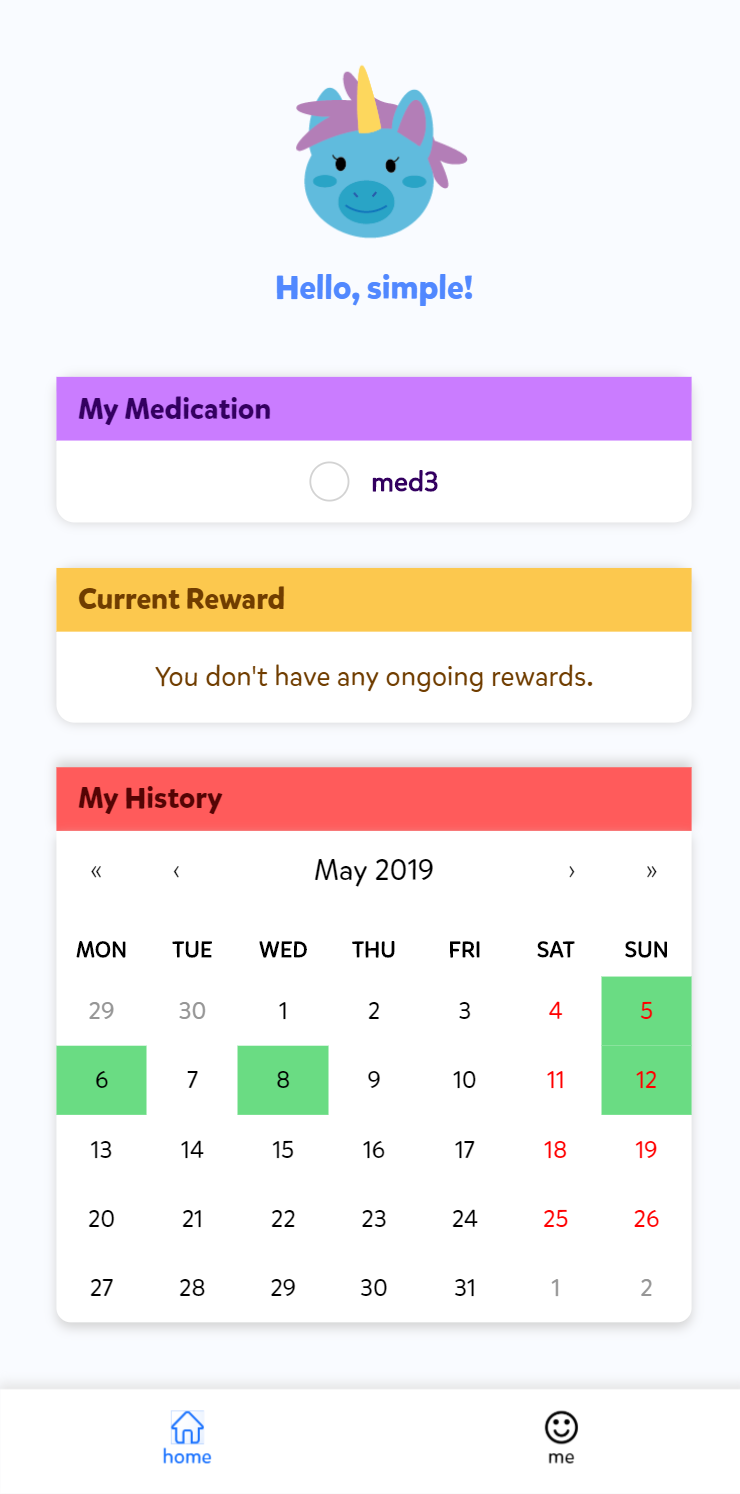 Hello, simple!
My Medication
med3
Current Reward
You don't have any ongoing rewards.
My History
« ‹ May 2019 › »
MON TUE WED THU FRI SAT SUN
29 30 1 2 3 4 5
6 7 8 9 10 11 12
13 14 15 16 17 18 19
20 21 22 23 24 25 26
27 28 29 30 31 1 2
home me